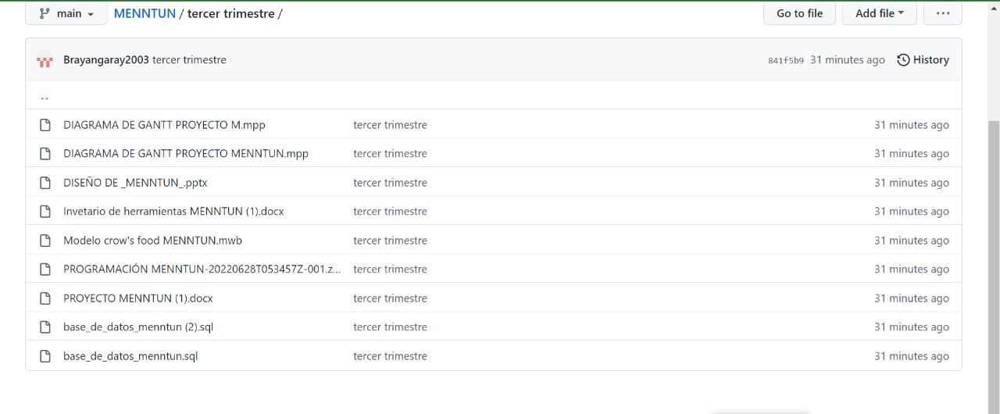 main MENNTUN / tercer trimestre / Go to file Add file ...
Brayangaray2003 tercer trimestre 841f5b9 31 minutes ago History
..
DIAGRAMA DE GANTT PROYECTO M.mpp tercer trimestre 31 minutes ago
DIAGRAMA DE GANTT PROYECTO MENNTUN.mpp tercer trimestre 31 minutes ago
DISEÑO DE _MENNTUN_.pptx tercer trimestre 31 minutes ago
Invetario de herramientas MENNTUN (1).docx tercer trimestre 31 minutes ago
Modelo crow's food MENNTUN.mwb tercer trimestre 31 minutes ago
PROGRAMACIÓN MENNTUN-20220628T053457Z-001.z... tercer trimestre 31 minutes ago
PROYECTO MENNTUN (1).docx tercer trimestre 31 minutes ago
base_de_datos_menntun (2).sql tercer trimestre 31 minutes ago
base_de_datos_menntun.sql tercer trimestre 31 minutes ago